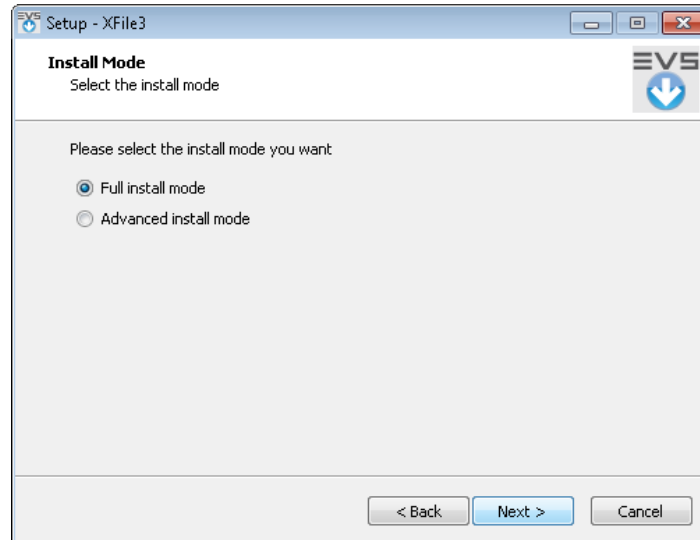 EVS Setup - XFile3
Install Mode
Select the install mode
EVS
Please select the install mode you want
Full install mode
Advanced install mode
< Back Next > Cancel